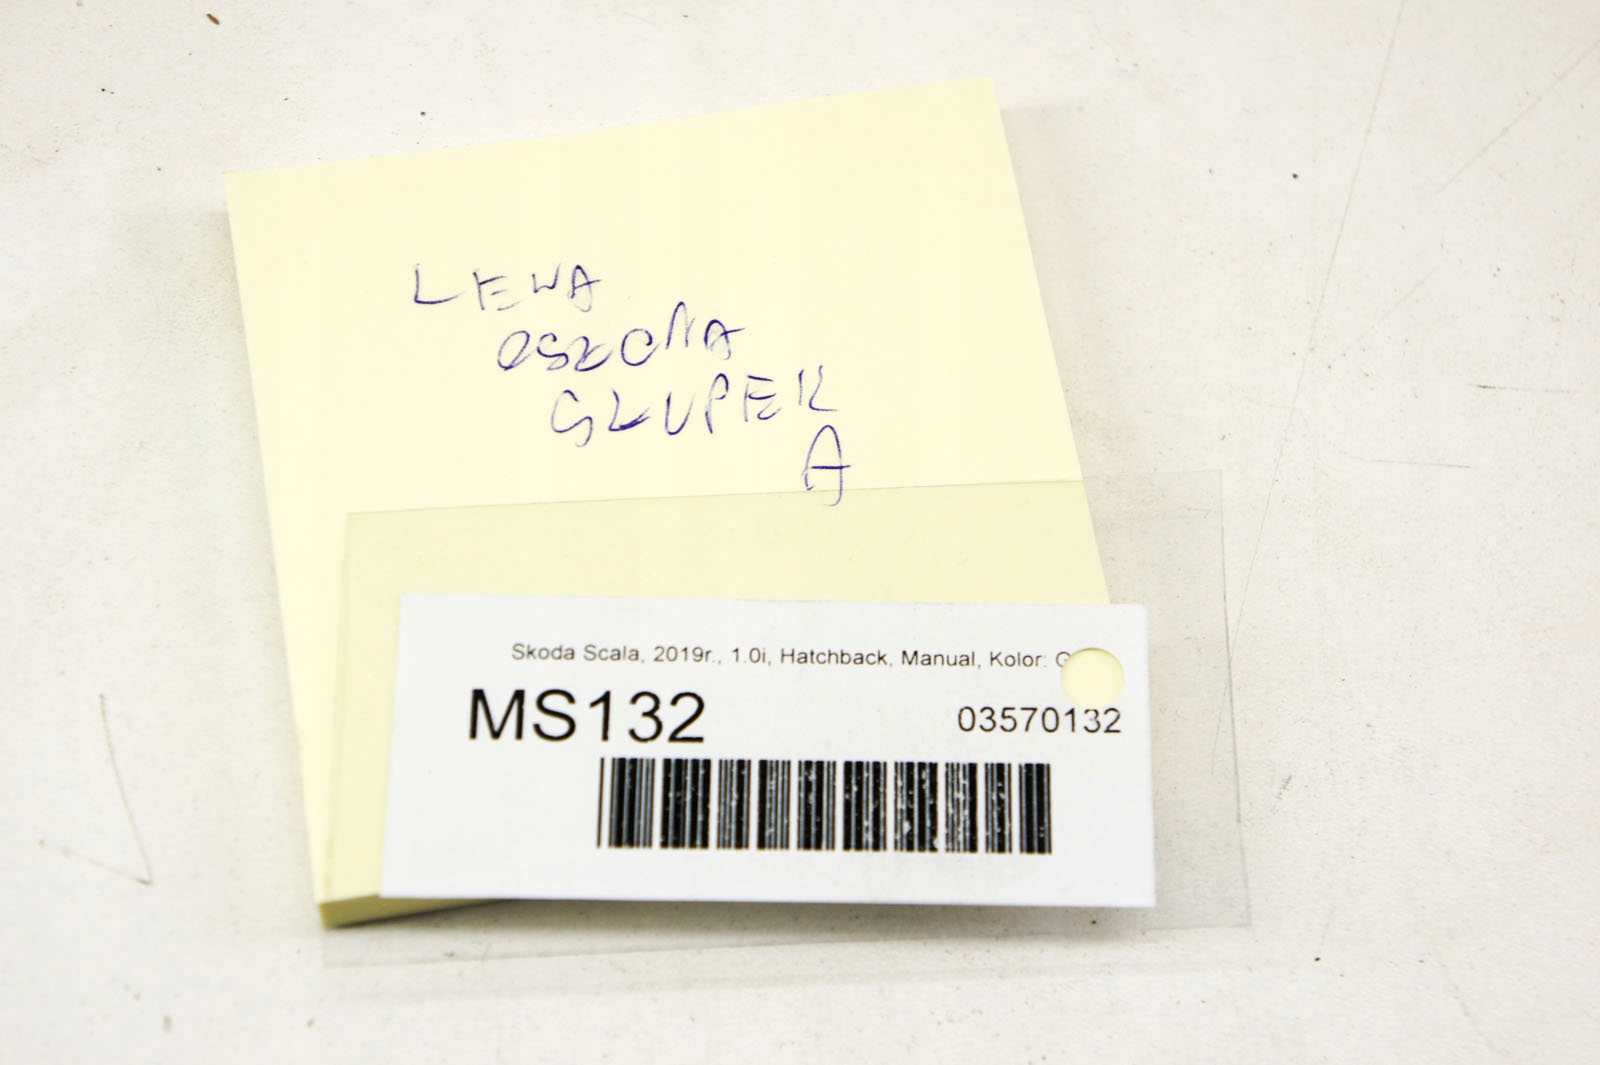 LEWA
OSŁONA
SŁUPEK
A
Skoda Scala, 2019r., 1.0i, Hatchback, Manual, Kolor:
MS132
03570132